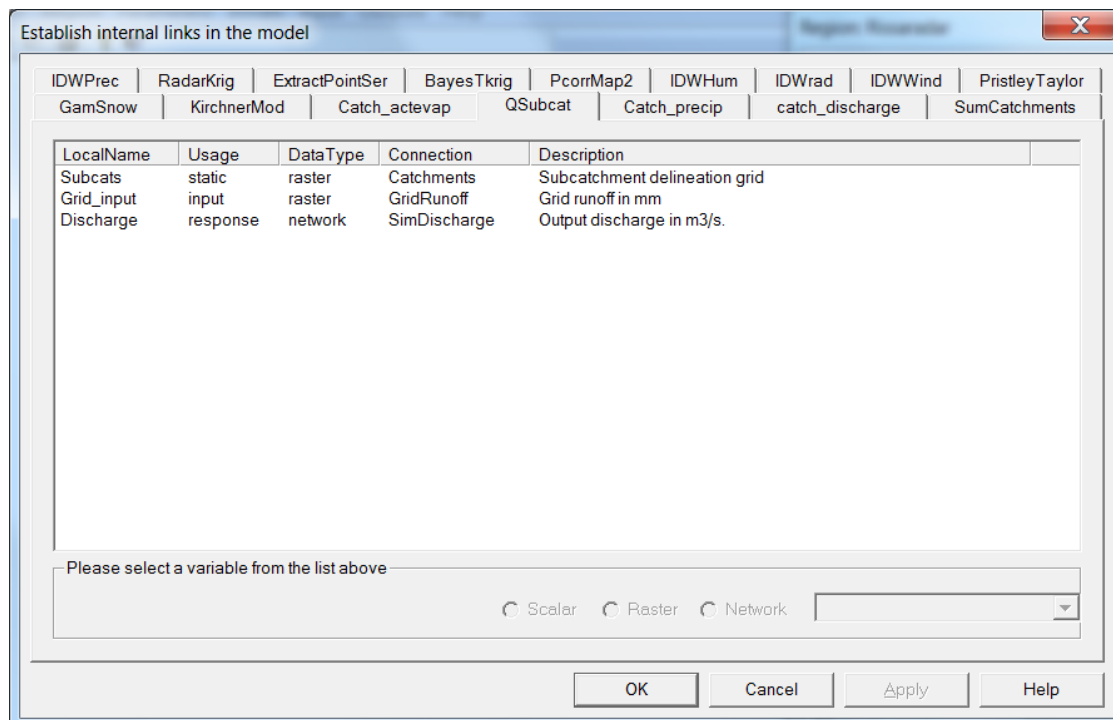 Establish internal links in the model
Region: Rissaradar
IDWPrec RadarKrig ExtractPointSer BayesTkrig PcorrMap2 IDWHum IDWrad IDWWind PristleyTaylor
GamSnow KirchnerMod Catch_actevap QSubcat Catch_precip catch_discharge SumCatchments
LocalName Usage DataType Connection Description
Subcats static raster Catchments Subcatchment delineation grid
Grid_input input raster GridRunoff Grid runoff in mm
Discharge response network SimDischarge Output discharge in m3/s.
Please select a variable from the list above
Scalar Raster Network
OK Cancel Apply Help